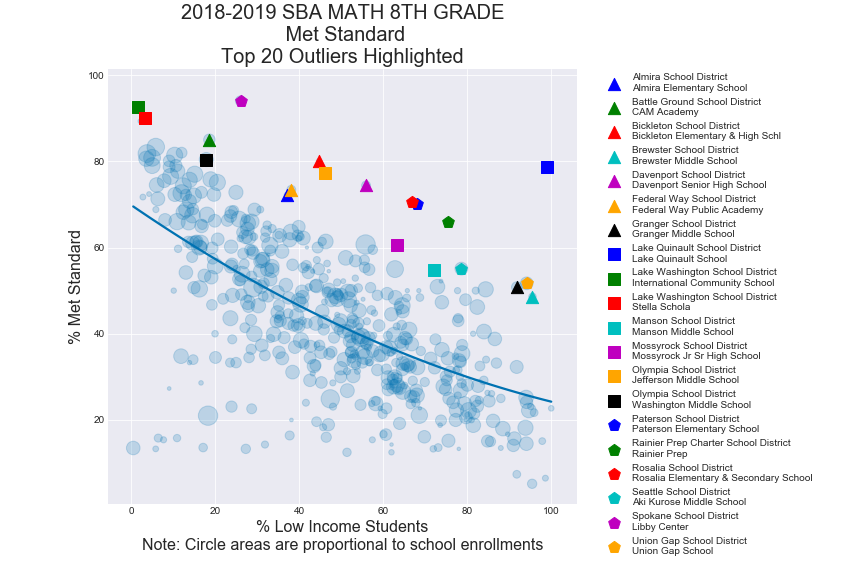 2018-2019 SBA MATH 8TH GRADE
Met Standard
Top 20 Outliers Highlighted
% Met Standard
100
80
60
40
20
0
20
40
60
80
100
% Low Income Students
Note: Circle areas are proportional to school enrollments
Almira School District
Almira Elementary School
Battle Ground School District
CAM Academy
Bickleton School District
Bickleton Elementary & High Schl
Brewster School District
Brewster Middle School
Davenport School District
Davenport Senior High School
Federal Way School District
Federal Way Public Academy
Granger School District
Granger Middle School
Lake Quinault School District
Lake Quinault School
Lake Washington School District
International Community School
Lake Washington School District
Stella Schola
Manson School District
Manson Middle School
Mossyrock School District
Mossyrock Jr Sr High School
Olympia School District
Jefferson Middle School
Olympia School District
Washington Middle School
Paterson School District
Paterson Elementary School
Rainier Prep Charter School District
Rainier Prep
Rosalia School District
Rosalia Elementary & Secondary School
Seattle School District
Aki Kurose Middle School
Spokane School District
Libby Center
Union Gap School District
Union Gap School